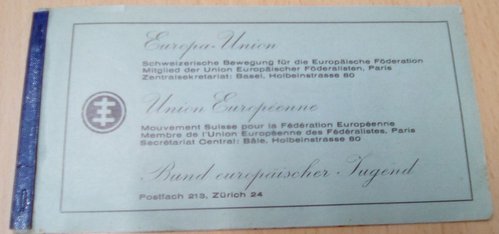 Europa-Union
Schweizerische Bewegung für die Europäische Föderation
Mitglied der Union Europäischer Föderalisten, Paris
Zentralsekretariat: Basel, Holbeinstrasse 60
Union Européenne
Mouvement Suisse pour la Fédération Européenne
Membre de l'Union Européenne des Fédéralistes, Paris
Secrétariat Central: Bâle, Holbeinstrasse 60
Bund europäischer Jugend
Postfach 213, Zürich 24